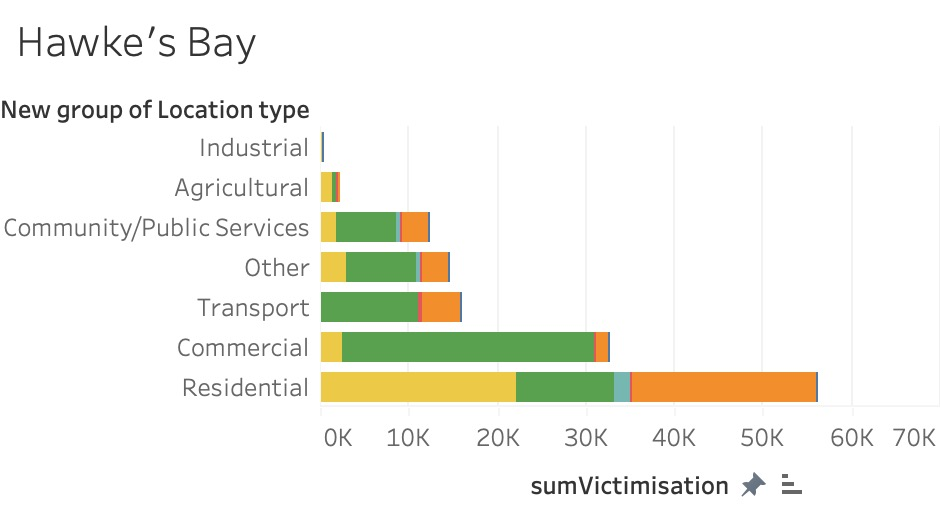 Hawke's Bay
New group of Location type
Industrial
Agricultural
Community/Public Services
Other
Transport
Commercial
Residential
0K 10K 20K 30K 40K 50K 60K 70K
sumVictimisation